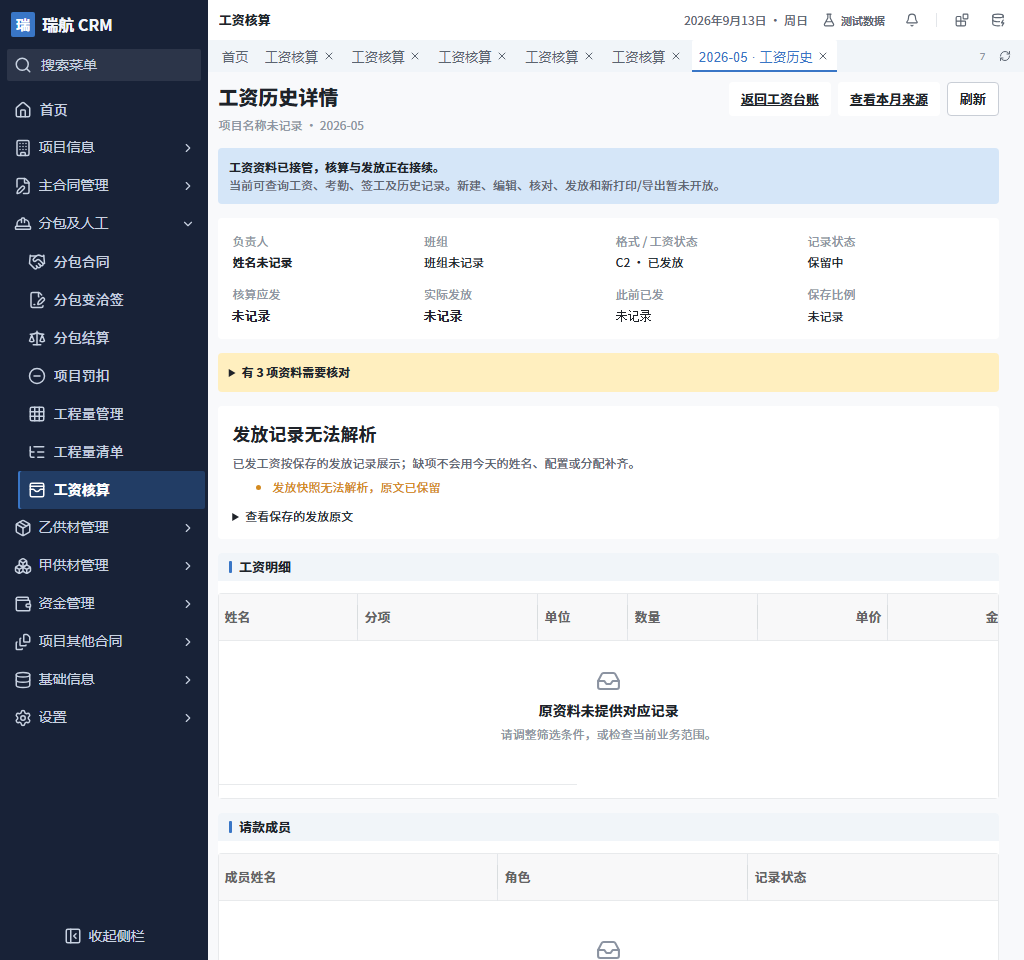 瑞 瑞航 CRM
搜索菜单
首页
项目信息
主合同管理
分包及人工
分包合同
分包变洽签
分包结算
项目罚扣
工程量管理
工程量清单
工资核算
乙供材管理
甲供材管理
资金管理
项目其他合同
基础信息
设置
收起侧栏
工资核算 2026年9月13日 • 周日 测试数据
首页 工资核算 × 工资核算 × 工资核算 × 工资核算 × 工资核算 × 2026-05 · 工资历史 × 7
工资历史详情 返回工资台账 查看本月来源 刷新
项目名称未记录 • 2026-05
工资资料已接管，核算与发放正在接续。
当前可查询工资、考勤、签工及历史记录。新建、编辑、核对、发放和新打印/导出暂未开放。
负责人 班组 格式 / 工资状态 记录状态
姓名未记录 班组未记录 C2 • 已发放 保留中
核算应发 实际发放 此前已发 保存比例
未记录 未记录 未记录 未记录
▶ 有 3 项资料需要核对
发放记录无法解析
已发工资按保存的发放记录展示；缺项不会用今天的姓名、配置或分配补齐。
• 发放快照无法解析，原文已保留
▶ 查看保存的发放原文
工资明细
姓名 分项 单位 数量 单价 金
原资料未提供对应记录
请调整筛选条件，或检查当前业务范围。
请款成员
成员姓名 角色 记录状态